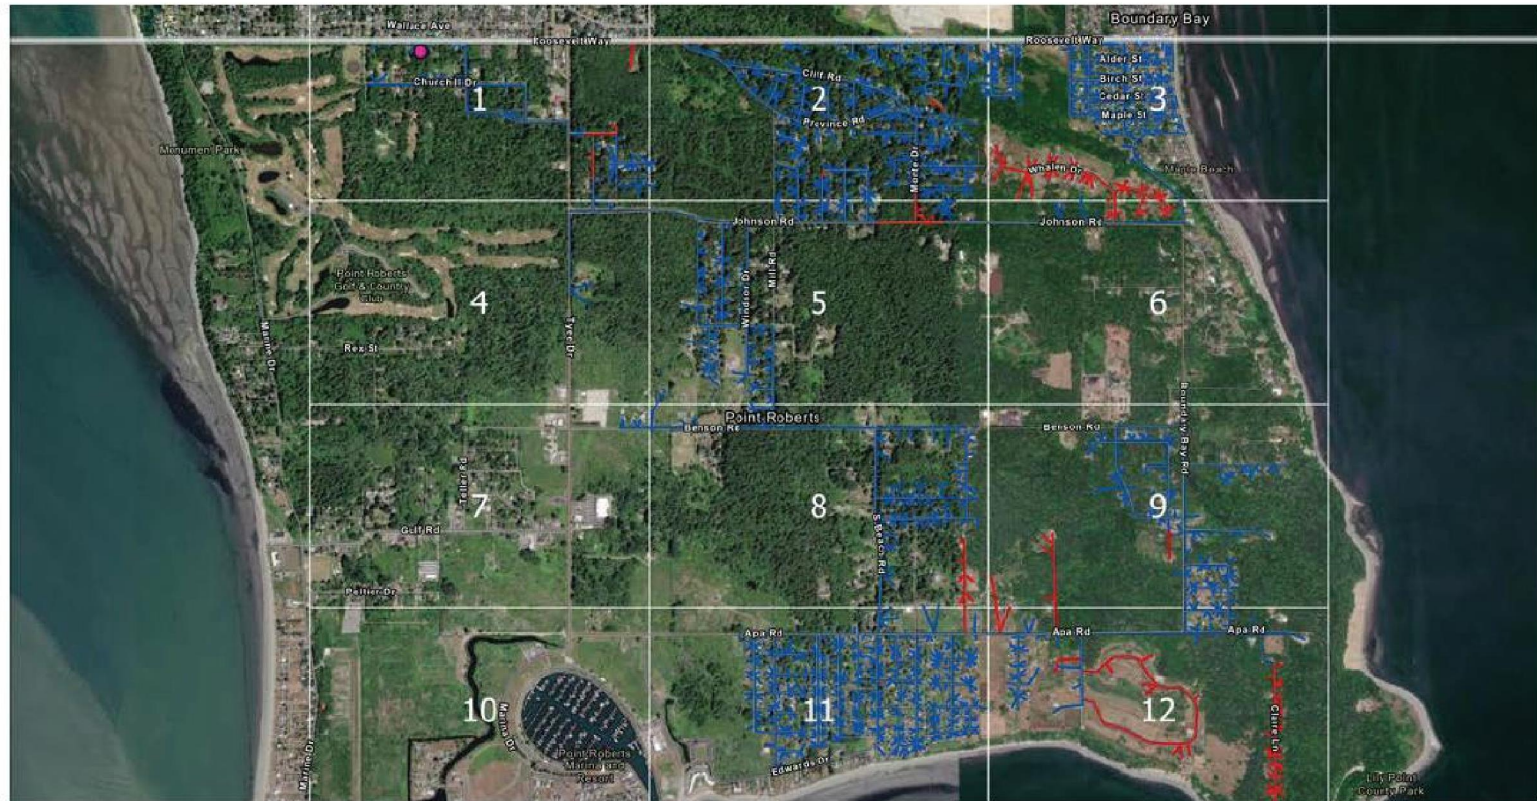 Wallace Ave
Boundary Bay
Roosevelt Way
Roosevelt Way
Churchill Dr
Cliff Rd
Alder St
Birch St
Cedar St
Maple St
1
2
3
Province Rd
Monument Park
Monte Dr
Whalen Dr
Maple Beach
Johnson Rd
Johnson Rd
Point Roberts
Golf & Country
Club
Mill Rd
Windsor Dr
4
5
6
Marine Dr
Rex St
Tyee Dr
Boundary Bay Rd
Point Roberts
Benson Rd
Benson Rd
Teller Rd
7
8
9
Gulf Rd
S Beach Rd
Peltier Dr
Apa Rd
Apa Rd
Apa Rd
10
11
12
Marina Dr
Marine Dr
Claire Ln
Point Roberts
Marina and
Resort
Edwards Dr
Lily Point
County Park